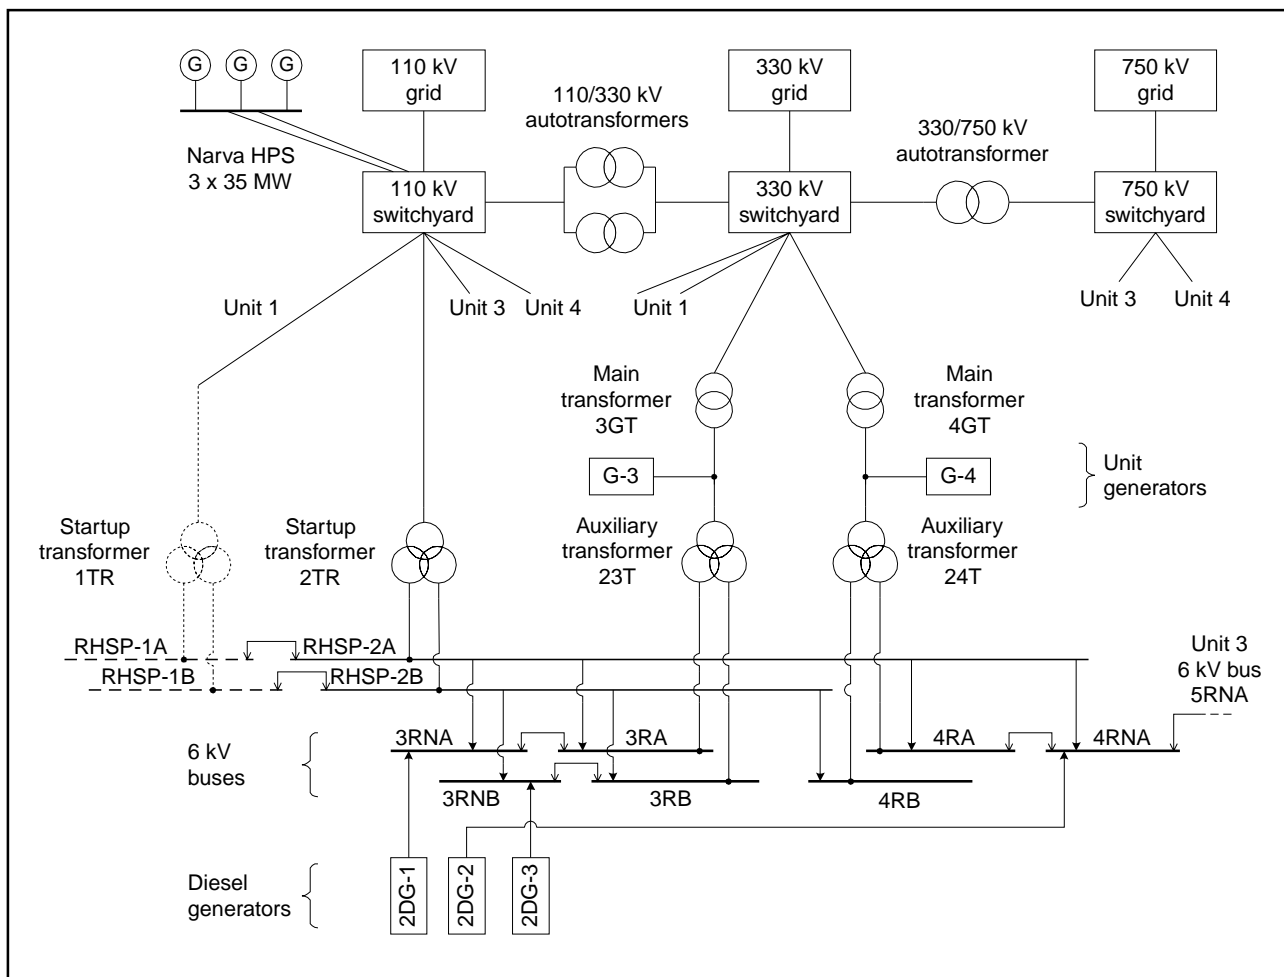 G G G
110 kV
grid
330 kV
grid
750 kV
grid
110/330 kV
autotransformers
330/750 kV
autotransformer
Narva HPS
3 x 35 MW
110 kV
switchyard
330 kV
switchyard
750 kV
switchyard
Unit 1
Unit 3
Unit 4
Unit 1
Unit 3
Unit 4
Main
transformer
3GT
Main
transformer
4GT
G-3
G-4
Unit
generators
Startup
transformer
1TR
Startup
transformer
2TR
Auxiliary
transformer
23T
Auxiliary
transformer
24T
RHSP-1A
RHSP-2A
RHSP-1B
RHSP-2B
Unit 3
6 kV bus
5RNA
6 kV
buses
3RNA
3RA
4RA
4RNA
3RNB
3RB
4RB
Diesel
generators
2DG-1
2DG-2
2DG-3